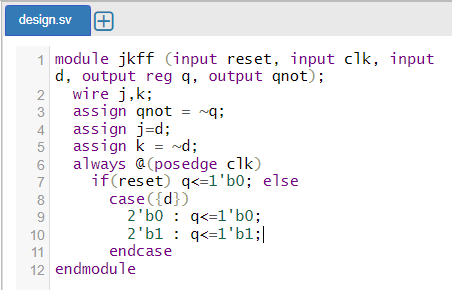 design.sv
1 module jkff (input reset, input clk, input
d, output reg q, output qnot);
2 wire j,k;
3 assign qnot = ~q;
4 assign j=d;
5 assign k = ~d;
6 always @(posedge clk)
7 if(reset) q<=1'b0; else
8 case({d})
9 2'b0 : q<=1'b0;
10 2'b1 : q<=1'b1;
11 endcase
12 endmodule